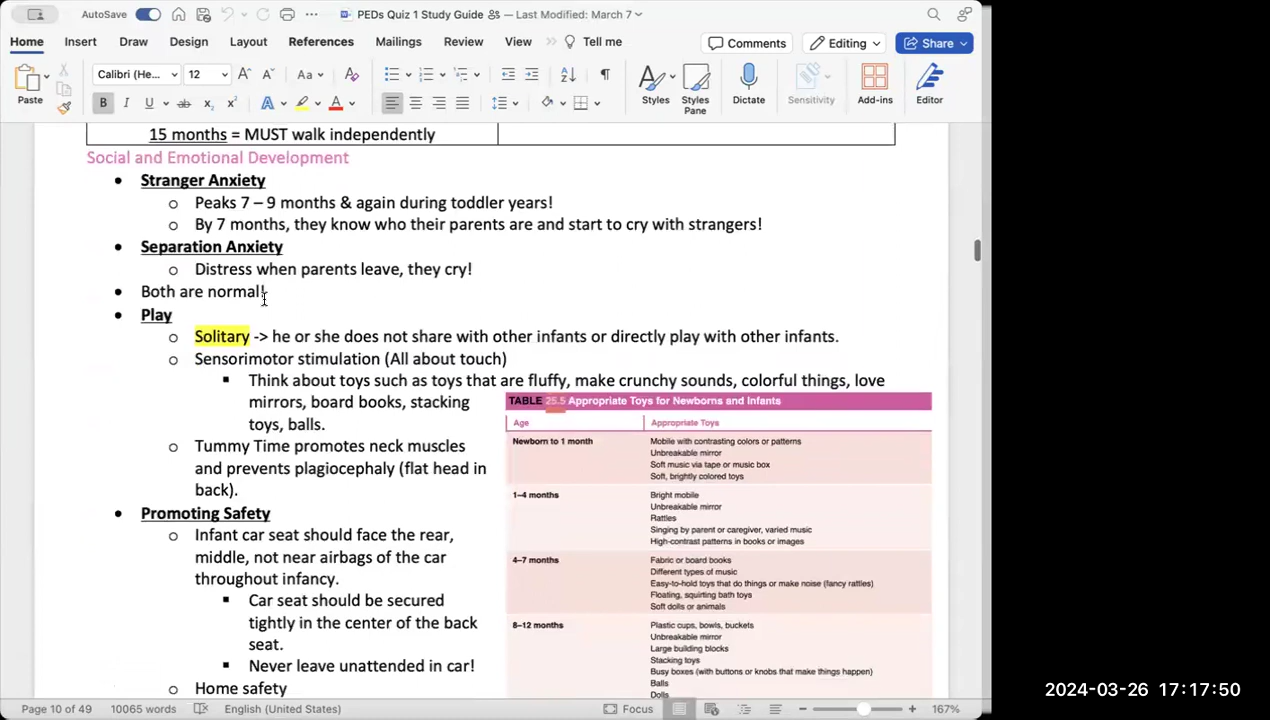 AutoSave
PEDs Quiz 1 Study Guide — Last Modified: March 7
Home Insert Draw Design Layout References Mailings Review View Tell me
Comments Editing Share
Paste
Calibri (He... 12
Styles Styles Pane Dictate Sensitivity Add-ins Editor
15 months = MUST walk independently
Social and Emotional Development
• Stranger Anxiety
o Peaks 7 – 9 months & again during toddler years!
o By 7 months, they know who their parents are and start to cry with strangers!
• Separation Anxiety
o Distress when parents leave, they cry!
• Both are normal!
• Play
o Solitary -> he or she does not share with other infants or directly play with other infants.
o Sensorimotor stimulation (All about touch)
▪ Think about toys such as toys that are fluffy, make crunchy sounds, colorful things, love
mirrors, board books, stacking
toys, balls.
o Tummy Time promotes neck muscles
and prevents plagiocephaly (flat head in
back).
• Promoting Safety
o Infant car seat should face the rear,
middle, not near airbags of the car
throughout infancy.
▪ Car seat should be secured
tightly in the center of the back
seat.
▪ Never leave unattended in car!
o Home safety
TABLE 25.5 Appropriate Toys for Newborns and Infants
Age Appropriate Toys
Newborn to 1 month Mobile with contrasting colors or patterns
Unbreakable mirror
Soft music via tape or music box
Soft, brightly colored toys
1–4 months Bright mobile
Unbreakable mirror
Rattles
Singing by parent or caregiver, varied music
High-contrast patterns in books or images
4–7 months Fabric or board books
Different types of music
Easy-to-hold toys that do things or make noise (fancy rattles)
Floating, squirting bath toys
Soft dolls or animals
8–12 months Plastic cups, bowls, buckets
Unbreakable mirror
Large building blocks
Stacking toys
Busy boxes (with buttons or knobs that make things happen)
Balls
Dolls
Page 10 of 49 10065 words English (United States) Focus 167%
2024-03-26 17:17:50